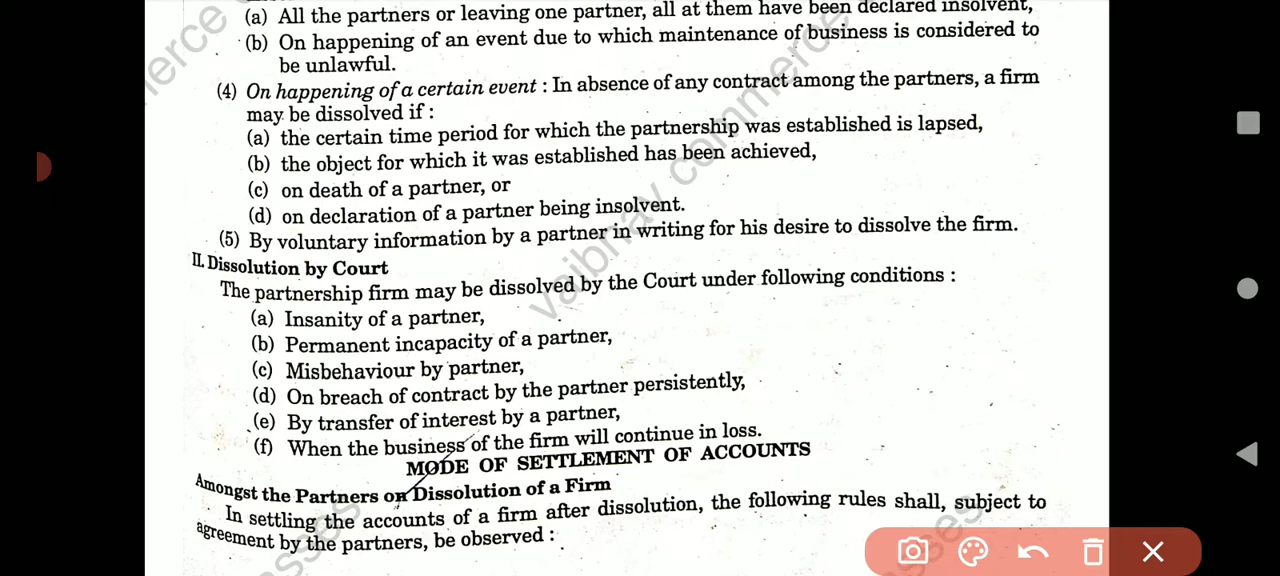 (a) All the partners or leaving one partner, all at them have been declared insolvent,
(b) On happening of an event due to which maintenance of business is considered to
be unlawful.
(4) On happening of a certain event : In absence of any contract among the partners, a firm
may be dissolved if :
(a) the certain time period for which the partnership was established is lapsed,
(b) the object for which it was established has been achieved,
(c) on death of a partner, or
(d) on declaration of a partner being insolvent.
(5) By voluntary information by a partner in writing for his desire to dissolve the firm.
II. Dissolution by Court
The partnership firm may be dissolved by the Court under following conditions :
(a) Insanity of a partner,
(b) Permanent incapacity of a partner,
(c) Misbehaviour by partner,
(d) On breach of contract by the partner persistently,
(e) By transfer of interest by a partner,
(f) When the business of the firm will continue in loss.
MODE OF SETTLEMENT OF ACCOUNTS
Amongst the Partners on Dissolution of a Firm
In settling the accounts of a firm after dissolution, the following rules shall, subject to
agreement by the partners, be observed :
vaibhav commerce